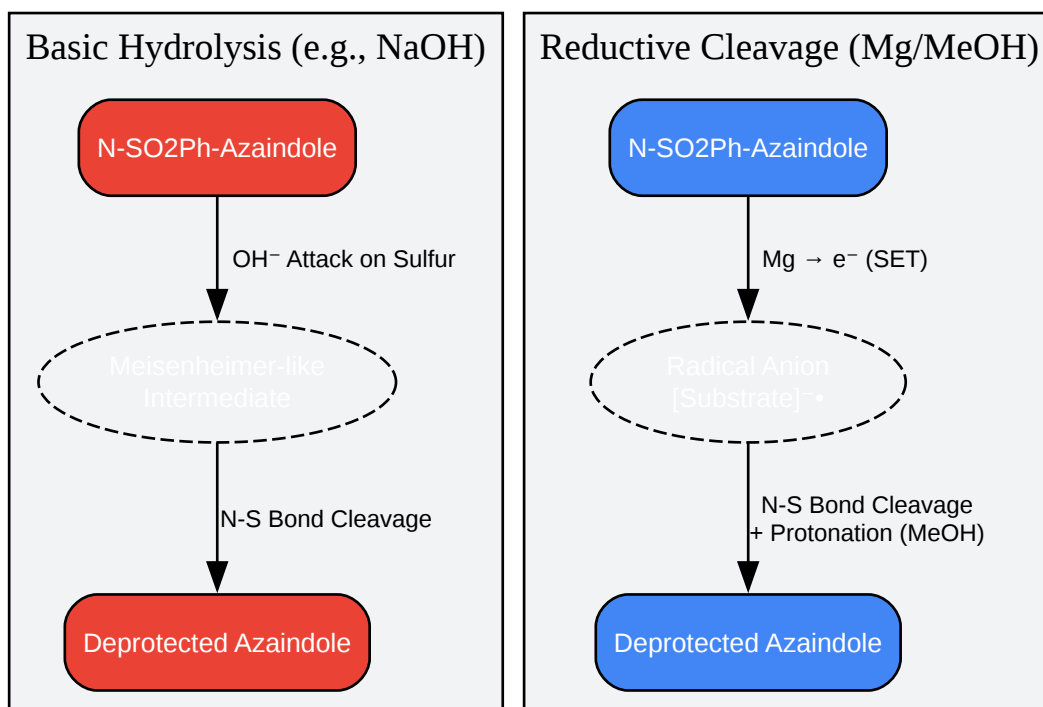 Basic Hydrolysis (e.g., NaOH)
N-SO2Ph-Azaindole
OH⁻ Attack on Sulfur
Meisenheimer-like
Intermediate
N-S Bond Cleavage
Deprotected Azaindole
Reductive Cleavage (Mg/MeOH)
N-SO2Ph-Azaindole
Mg → e⁻ (SET)
Radical Anion
[Substrate]⁻•
N-S Bond Cleavage
+ Protonation (MeOH)
Deprotected Azaindole